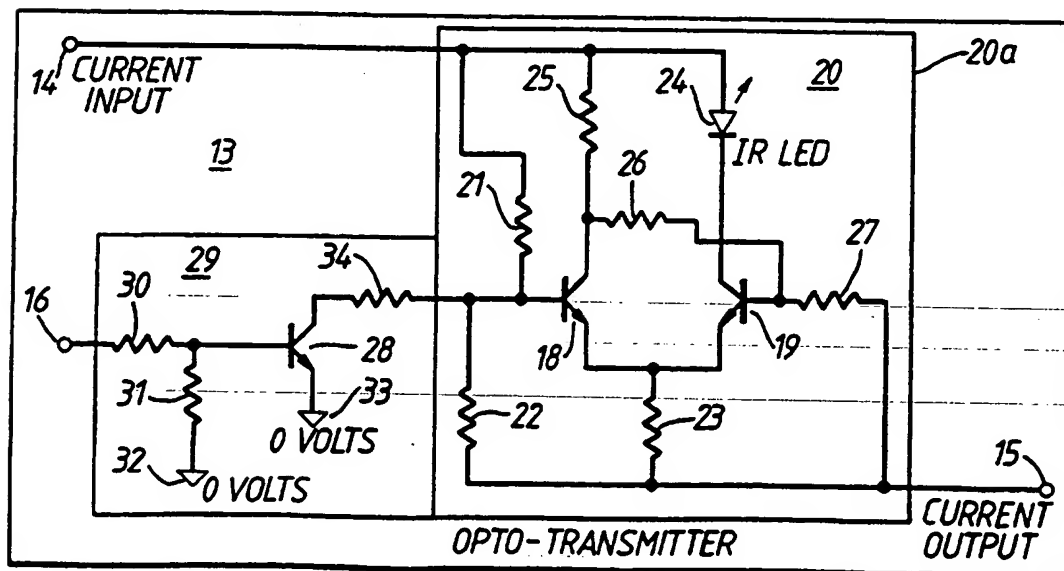 14
CURRENT
INPUT
13
25
24
20
20a
IR LED
21
26
27
29
30
34
16
28
18
19
31
33
0 VOLTS
22
23
32
0 VOLTS
15
OPTO-TRANSMITTER
CURRENT
OUTPUT